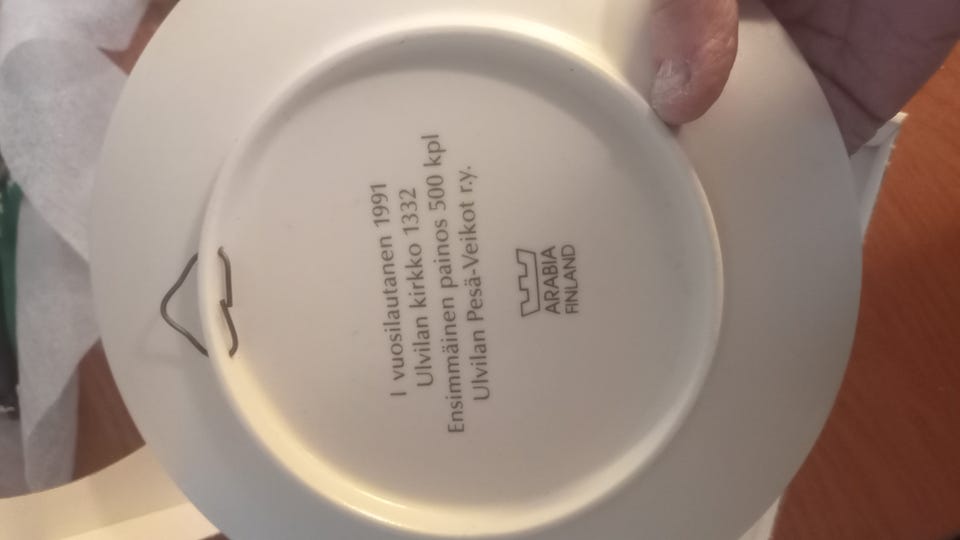 I vuosilautanen 1991
Ulvilan kirkko 1332
Ensimmäinen painos 500 kpl
Ulvilan Pesä-Veikot r.y.
ARABIA
FINLAND